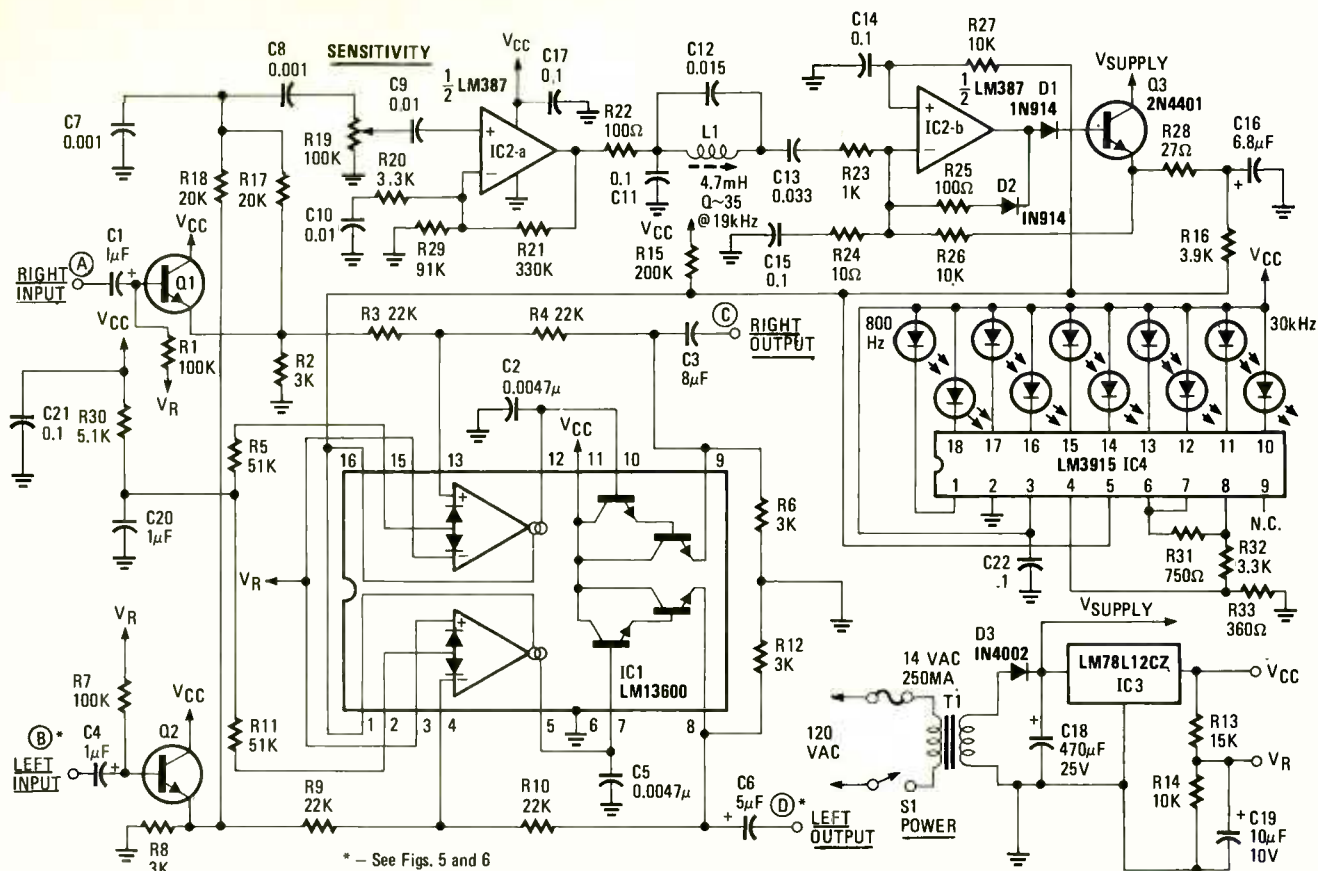 C8
0.001
SENSITIVITY
VCC
C17
0.1
C12
0.015
C14
0.1
R27
10K
VSUPPLY
Q3
2N4401
C7
0.001
R19
100K
C9
0.01
1/2 LM387
+
−
IC2-a
R22
100Ω
L1
4.7mH
Q~35
@19kHz
C13
0.033
R23
1K
1/2 LM387
+
−
IC2-b
D1
1N914
R28
27Ω
C16
6.8µF
+
R18
20K
R17
20K
R20
3.3K
C10
0.01
R29
91K
R21
330K
0.1
C11
R25
100Ω
D2
1N914
C15
0.1
R24
10Ω
R26
10K
R16
3.9K
VCC
R15
200K
VCC
C1
1µF
+
RIGHT
INPUT
A
Q1
VCC
R1
100K
VR
R2
3K
R3 22K
R4 22K
C3
8µF
C
RIGHT
OUTPUT
800
Hz
30kHz
VCC
C21
0.1
R30
5.1K
C20
1µF
R5
51K
C2
0.0047µ
VCC
16 15 13 12 11 10 9
+
−
R6
3K
18 17 16 15 14 13 12 11 10
LM3915 IC4
1 2 3 4 5 6 7 8 9
N.C.
C22
.1
R31
750Ω
R32
3.3K
R33
360Ω
VR
+
−
IC1
LM13600
1 2 3 4 5 6 7 8
R12
3K
VR
R7
100K
VCC
B *
LEFT
INPUT
C4
1µF
+
Q2
R8
3K
R11
51K
R9
22K
R10
22K
C5
0.0047µ
C6
5µF
+
D *
LEFT
OUTPUT
* – See Figs. 5 and 6
120
VAC
14 VAC
250MA
T1
S1
POWER
D3
IN4002
VSUPPLY
LM78L12CZ
IC3
VCC
+
C18
470µF
25V
R13
15K
VR
R14
10K
+
C19
10µF
10V